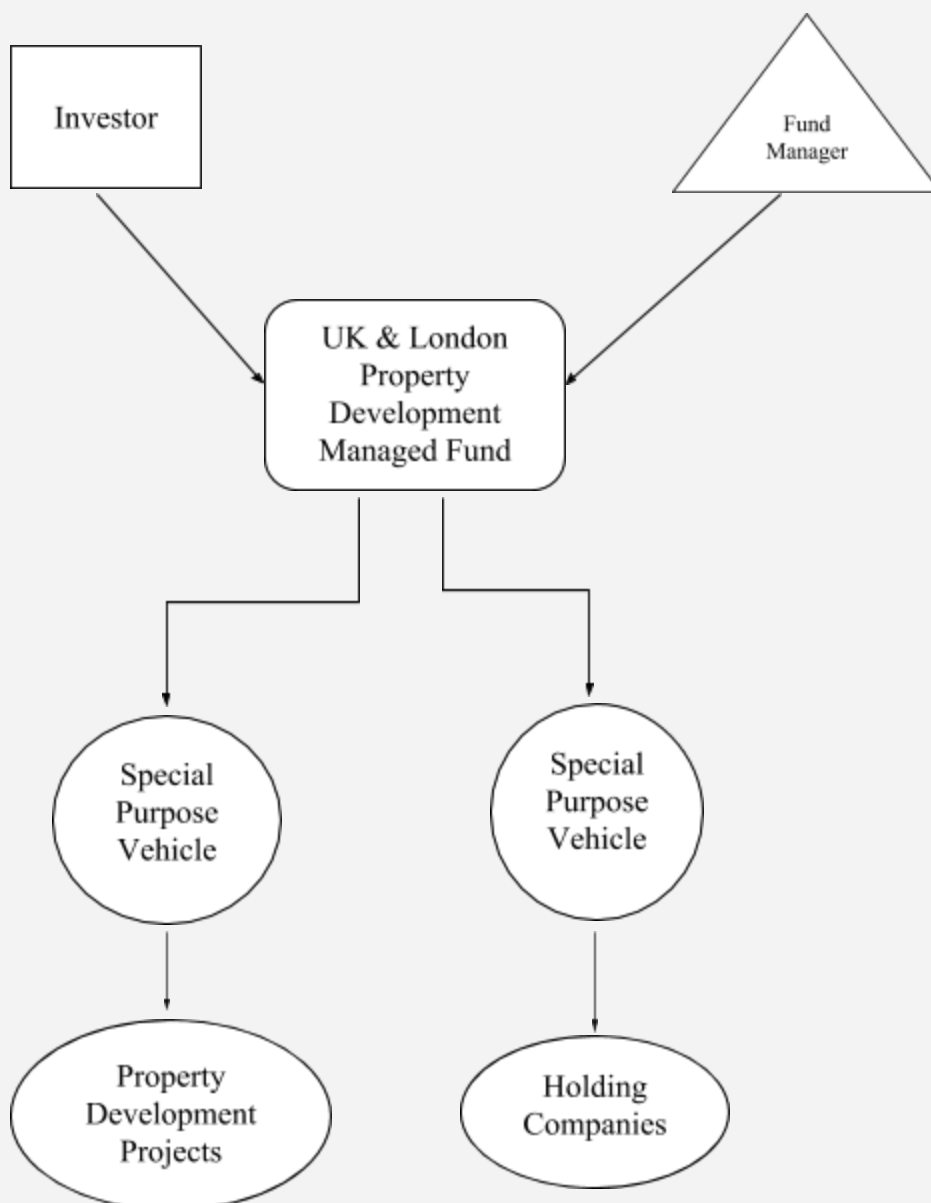 Investor
Fund
Manager
UK & London
Property
Development
Managed Fund
Special
Purpose
Vehicle
Special
Purpose
Vehicle
Property
Development
Projects
Holding
Companies